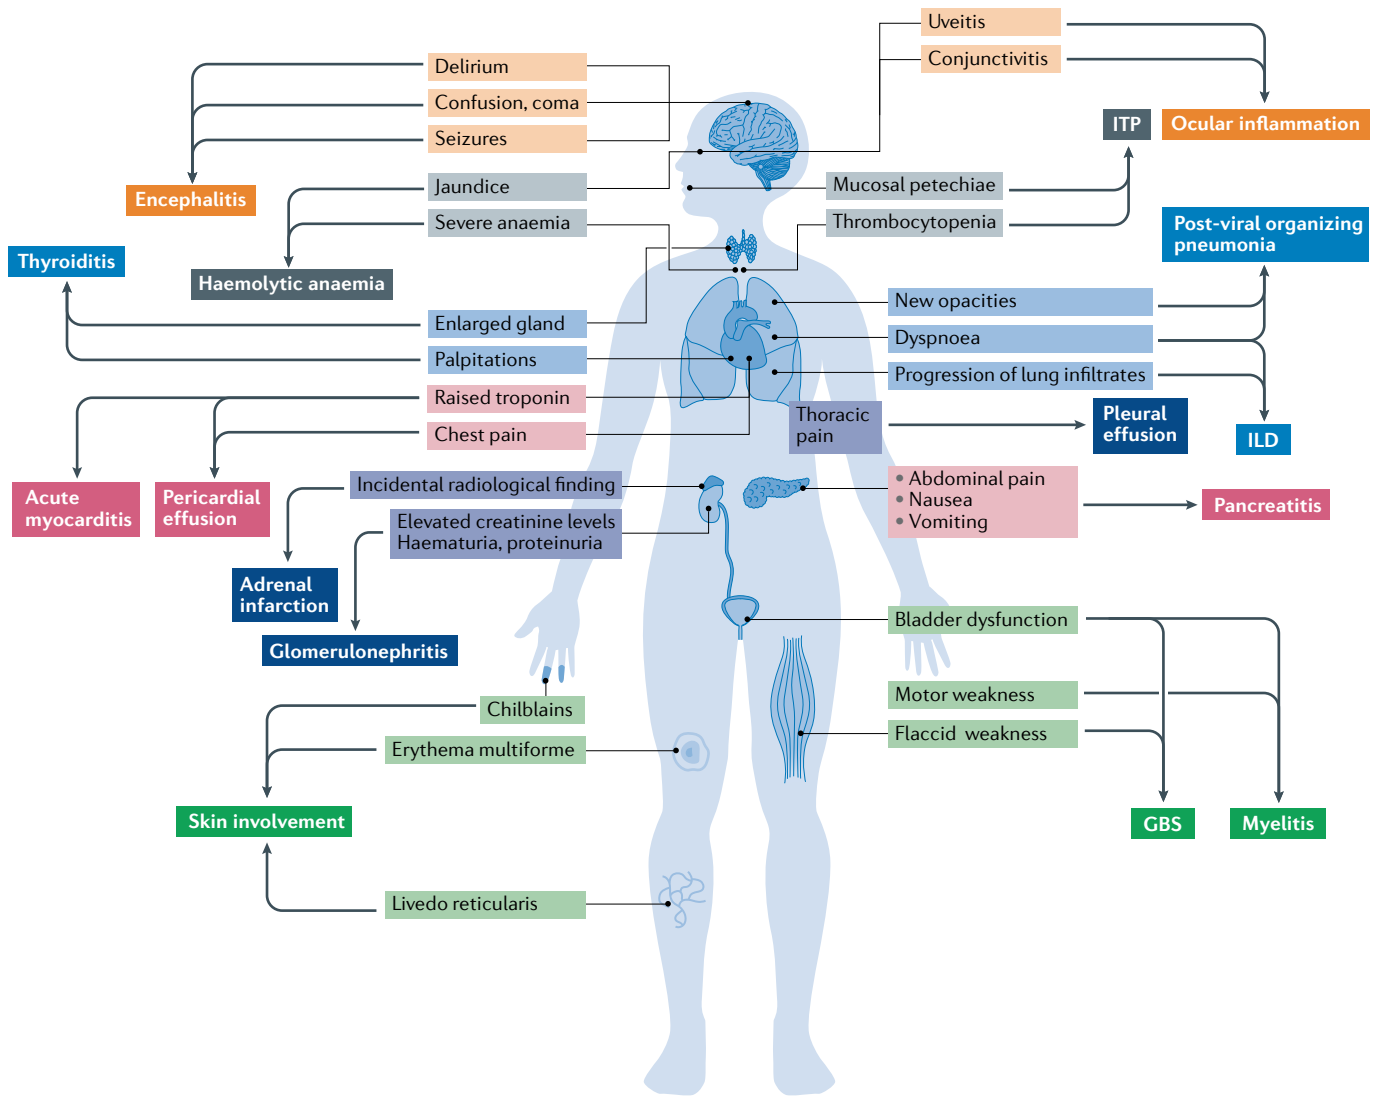 Uveitis
Conjunctivitis
Delirium
Confusion, coma
Seizures
ITP
Ocular inflammation
Encephalitis
Jaundice
Severe anaemia
Mucosal petechiae
Thrombocytopenia
Post-viral organizing
pneumonia
Thyroiditis
Haemolytic anaemia
Enlarged gland
Palpitations
New opacities
Dyspnoea
Progression of lung infiltrates
Raised troponin
Chest pain
Thoracic
pain
Pleural
effusion
ILD
Acute
myocarditis
Pericardial
effusion
Incidental radiological finding
Elevated creatinine levels
Haematuria, proteinuria
• Abdominal pain
• Nausea
• Vomiting
Pancreatitis
Adrenal
infarction
Glomerulonephritis
Bladder dysfunction
Motor weakness
Flaccid weakness
Chilblains
Erythema multiforme
Skin involvement
GBS
Myelitis
Livedo reticularis